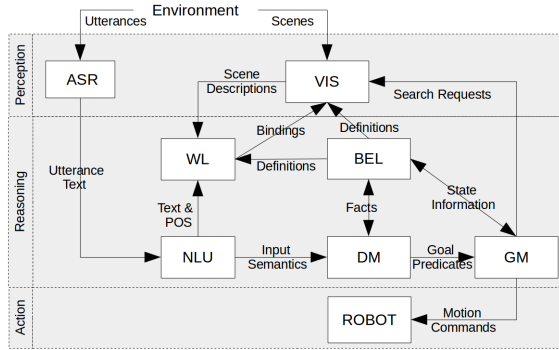 Environment
Utterances
Scenes
Perception
ASR
VIS
Scene
Descriptions
Search Requests
Reasoning
Bindings
Definitions
WL
BEL
Definitions
Utterance
Text
Text &
POS
Facts
State
Information
NLU
Input
Semantics
DM
Goal
Predicates
GM
Action
ROBOT
Motion
Commands